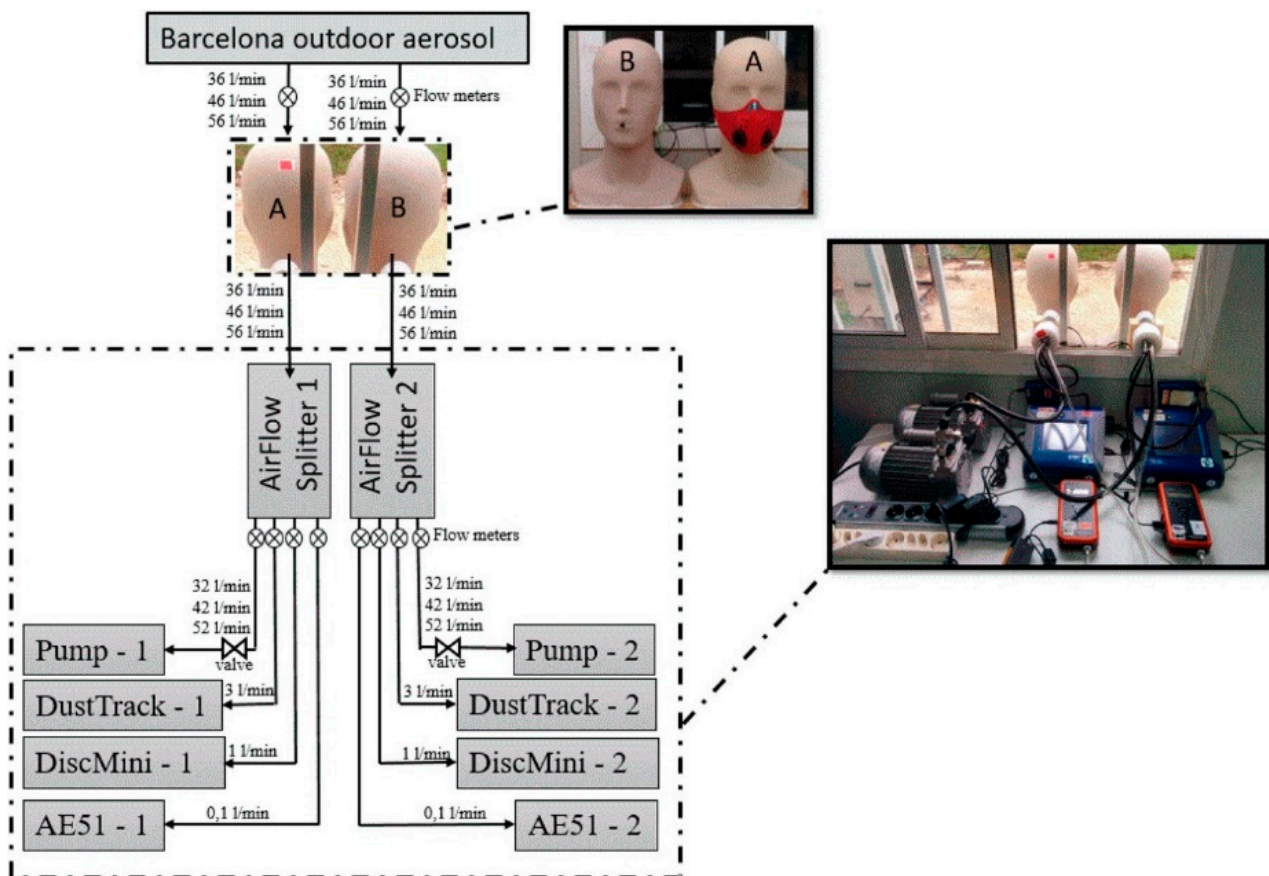 Barcelona outdoor aerosol
36 l/min
46 l/min
56 l/min
36 l/min
46 l/min
56 l/min
Flow meters
B
A
A
B
36 l/min
46 l/min
56 l/min
36 l/min
46 l/min
56 l/min
AirFlow
Splitter 1
AirFlow
Splitter 2
Flow meters
32 l/min
42 l/min
52 l/min
valve
32 l/min
42 l/min
52 l/min
valve
Pump - 1
Pump - 2
3 l/min
DustTrack - 1
3 l/min
DustTrack - 2
1 l/min
DiscMini - 1
1 l/min
DiscMini - 2
0,1 l/min
AE51 - 1
0,1 l/min
AE51 - 2